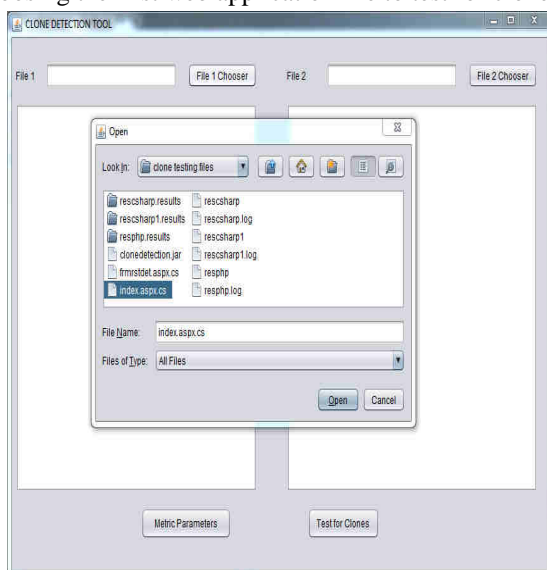 CLONE DETECTION TOOL
File 1 File 1 Chooser File 2 File 2 Chooser
Open
Look In: clone testing files
rescsharp.results rescsharp
rescsharp1.results rescsharp.log
resphp.results rescsharp1
clonedetection.jar rescsharp1.log
frmrstdet.aspx.cs resphp
index.aspx.cs resphp.log
File Name: index.aspx.cs
Files of Type: All Files
Open Cancel
Metric Parameters Test for Clones